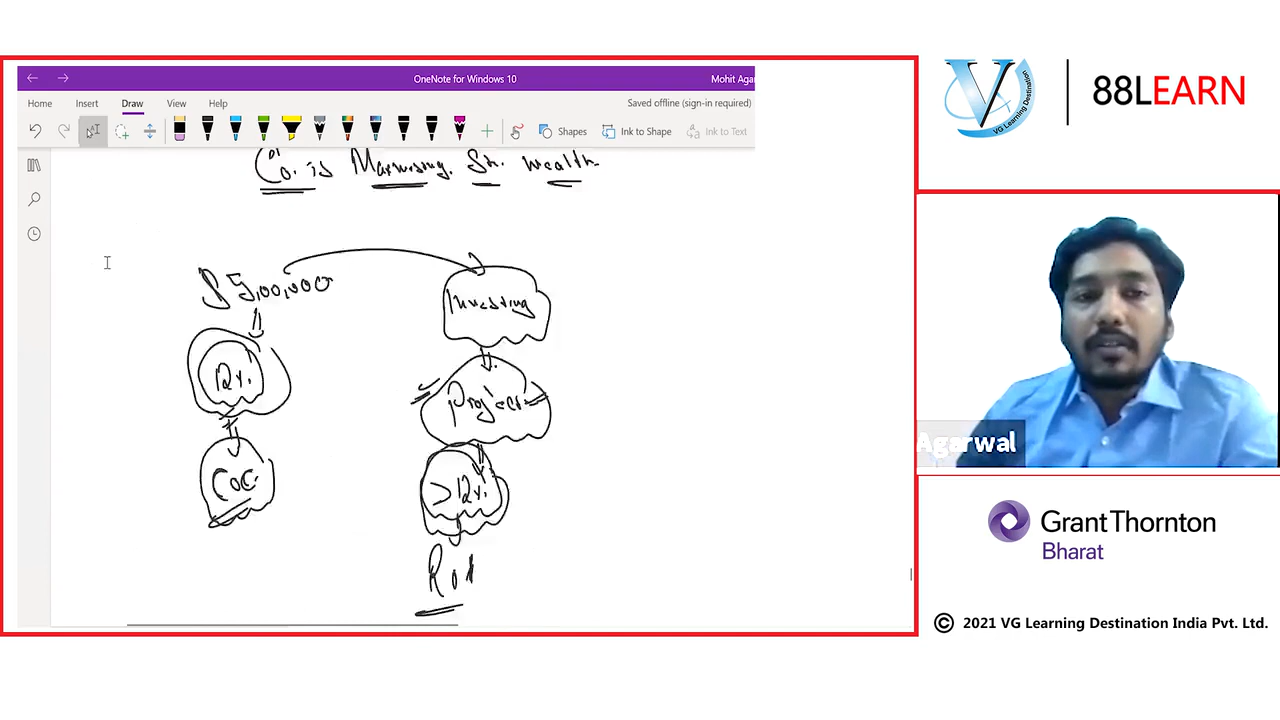 OneNote for Windows 10
Mohit Agar
Home Insert Draw View Help
Saved offline (sign-in required)
Shapes Ink to Shape Ink to Text
Co. is Maxmising Sh. Wealth
$ 5,00,000
Investing
12%
Project
CoC
>12%
RoI
V
VG Learning Destination
88LEARN
Agarwal
Grant Thornton
Bharat
© 2021 VG Learning Destination India Pvt. Ltd.